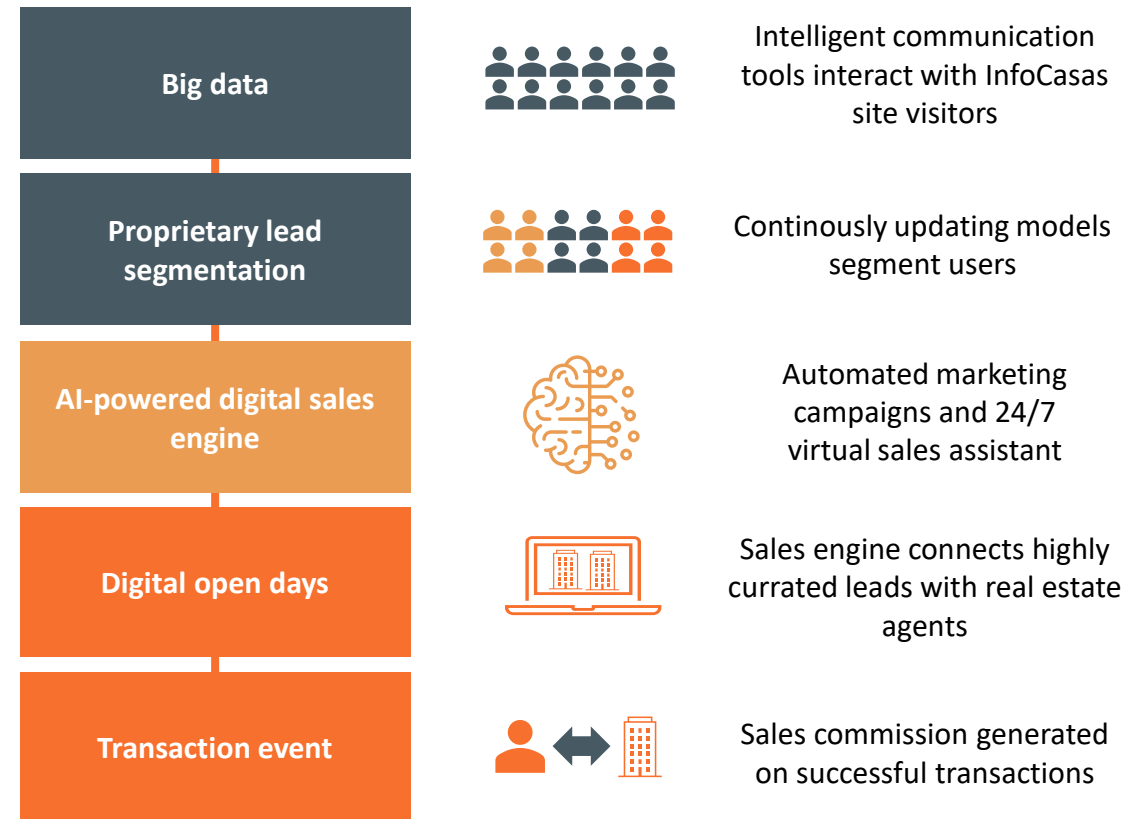 Big data
Intelligent communication
tools interact with InfoCasas
site visitors
Proprietary lead
segmentation
Continously updating models
segment users
AI-powered digital sales
engine
Automated marketing
campaigns and 24/7
virtual sales assistant
Digital open days
Sales engine connects highly
currated leads with real estate
agents
Transaction event
Sales commission generated
on successful transactions